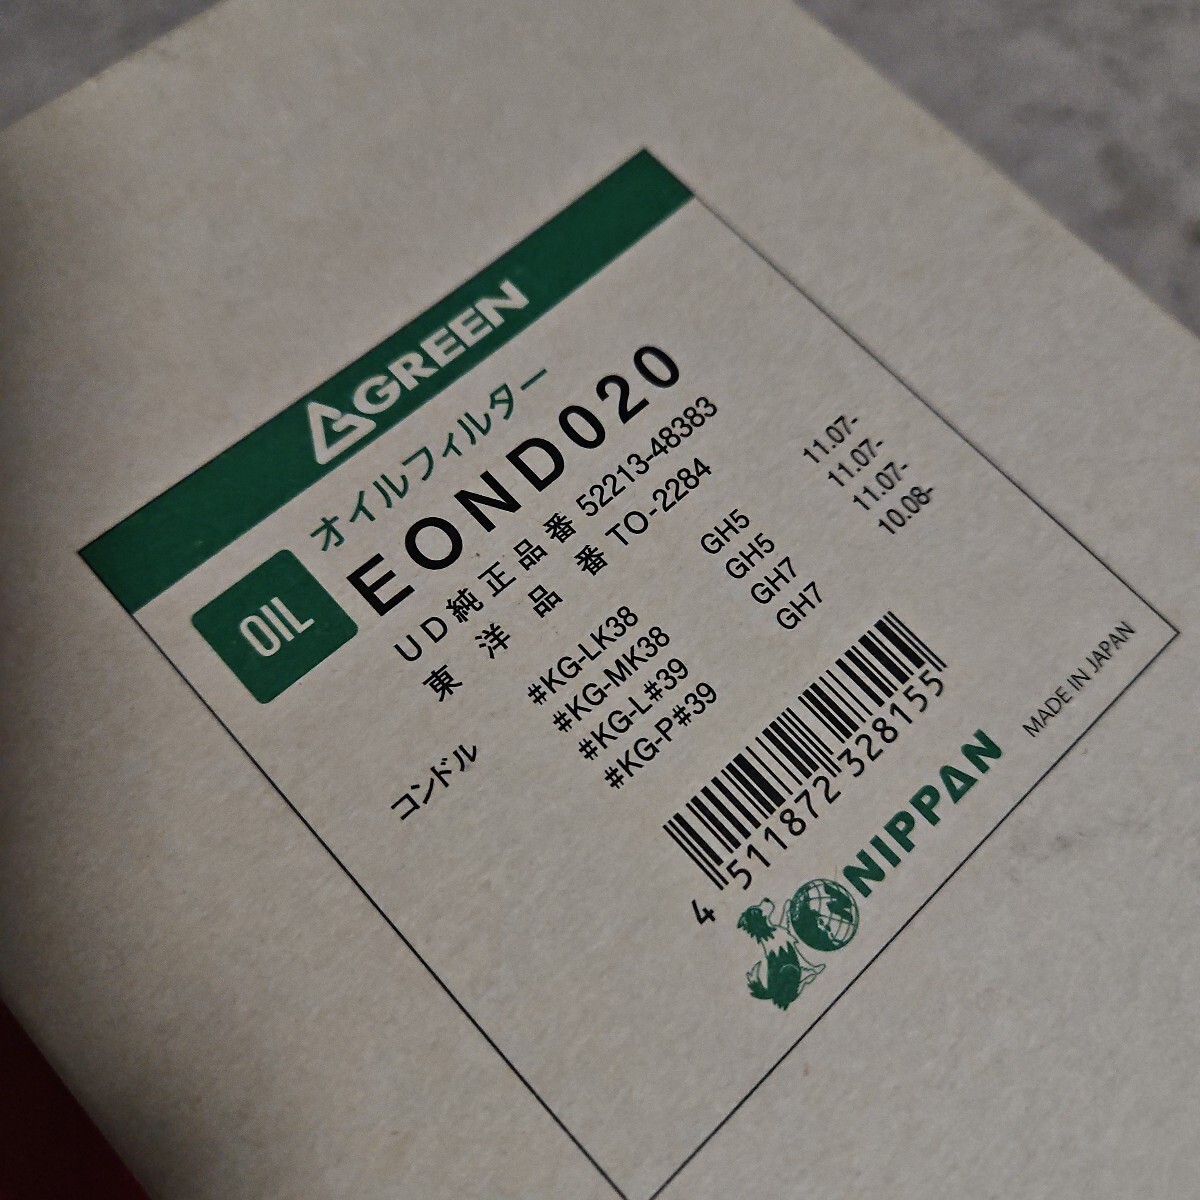 GREEN
オイルフィルター
OIL
EOND020
UD純正品番 52213-48383
東洋品番 TO-2284
コンドル #KG-LK38 GH5 11.07-
#KG-MK38 GH5 11.07-
#KG-L#39 GH7 11.07-
#KG-P#39 GH7 10.08-
4 511872 328155
NIPPAN
MADE IN JAPAN